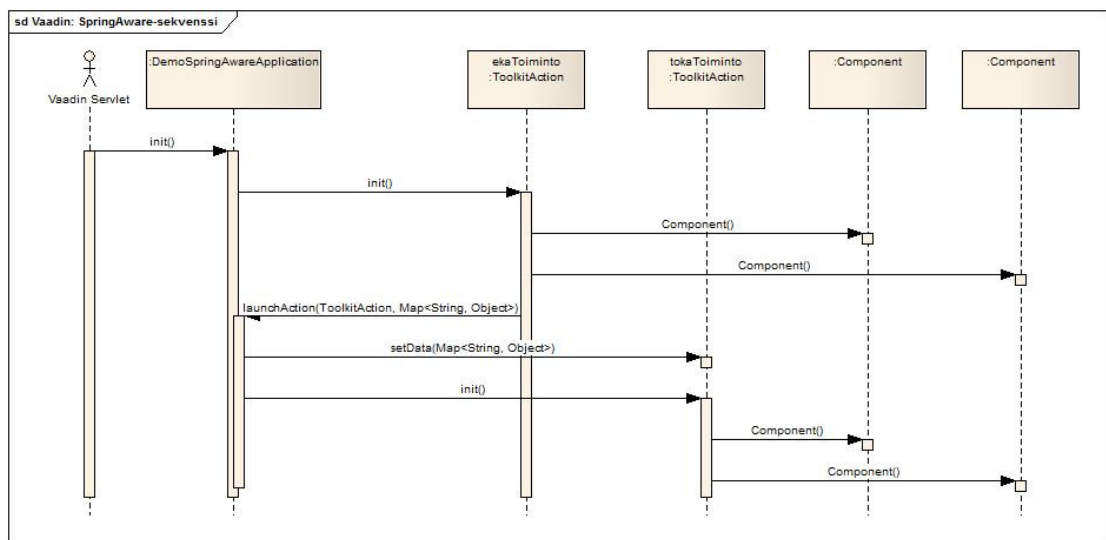 sd Vaadin: SpringAware-sekvenssi
Vaadin Servlet
:DemoSpringAwareApplication
ekaToiminto
:ToolkitAction
tokaToiminto
:ToolkitAction
:Component
:Component
init()
init()
Component()
Component()
launchAction(ToolkitAction, Map<String, Object>)
setData(Map<String, Object>)
init()
Component()
Component()